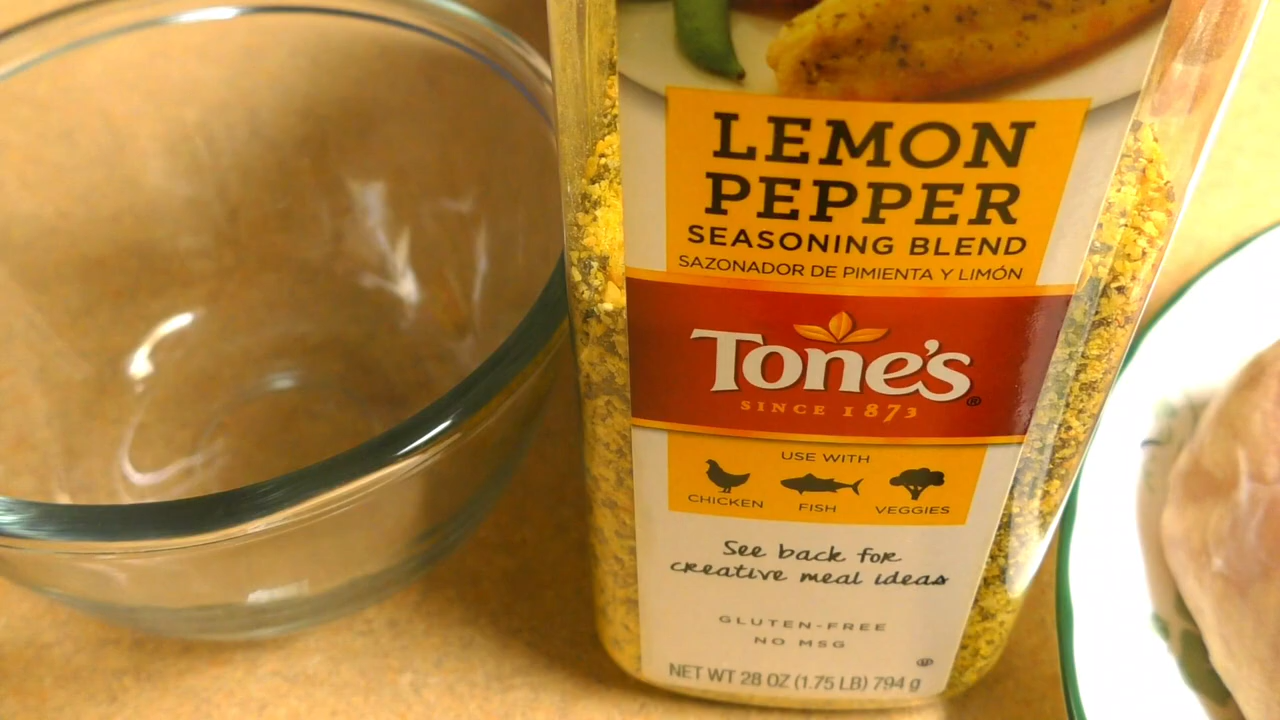 LEMON
PEPPER
SEASONING BLEND
SAZONADOR DE PIMIENTA Y LIMÓN
TONE'S®
SINCE 1873
USE WITH
CHICKEN FISH VEGGIES
See back for
creative meal ideas
GLUTEN-FREE
NO MSG
NET WT 28 OZ (1.75 LB) 794 g